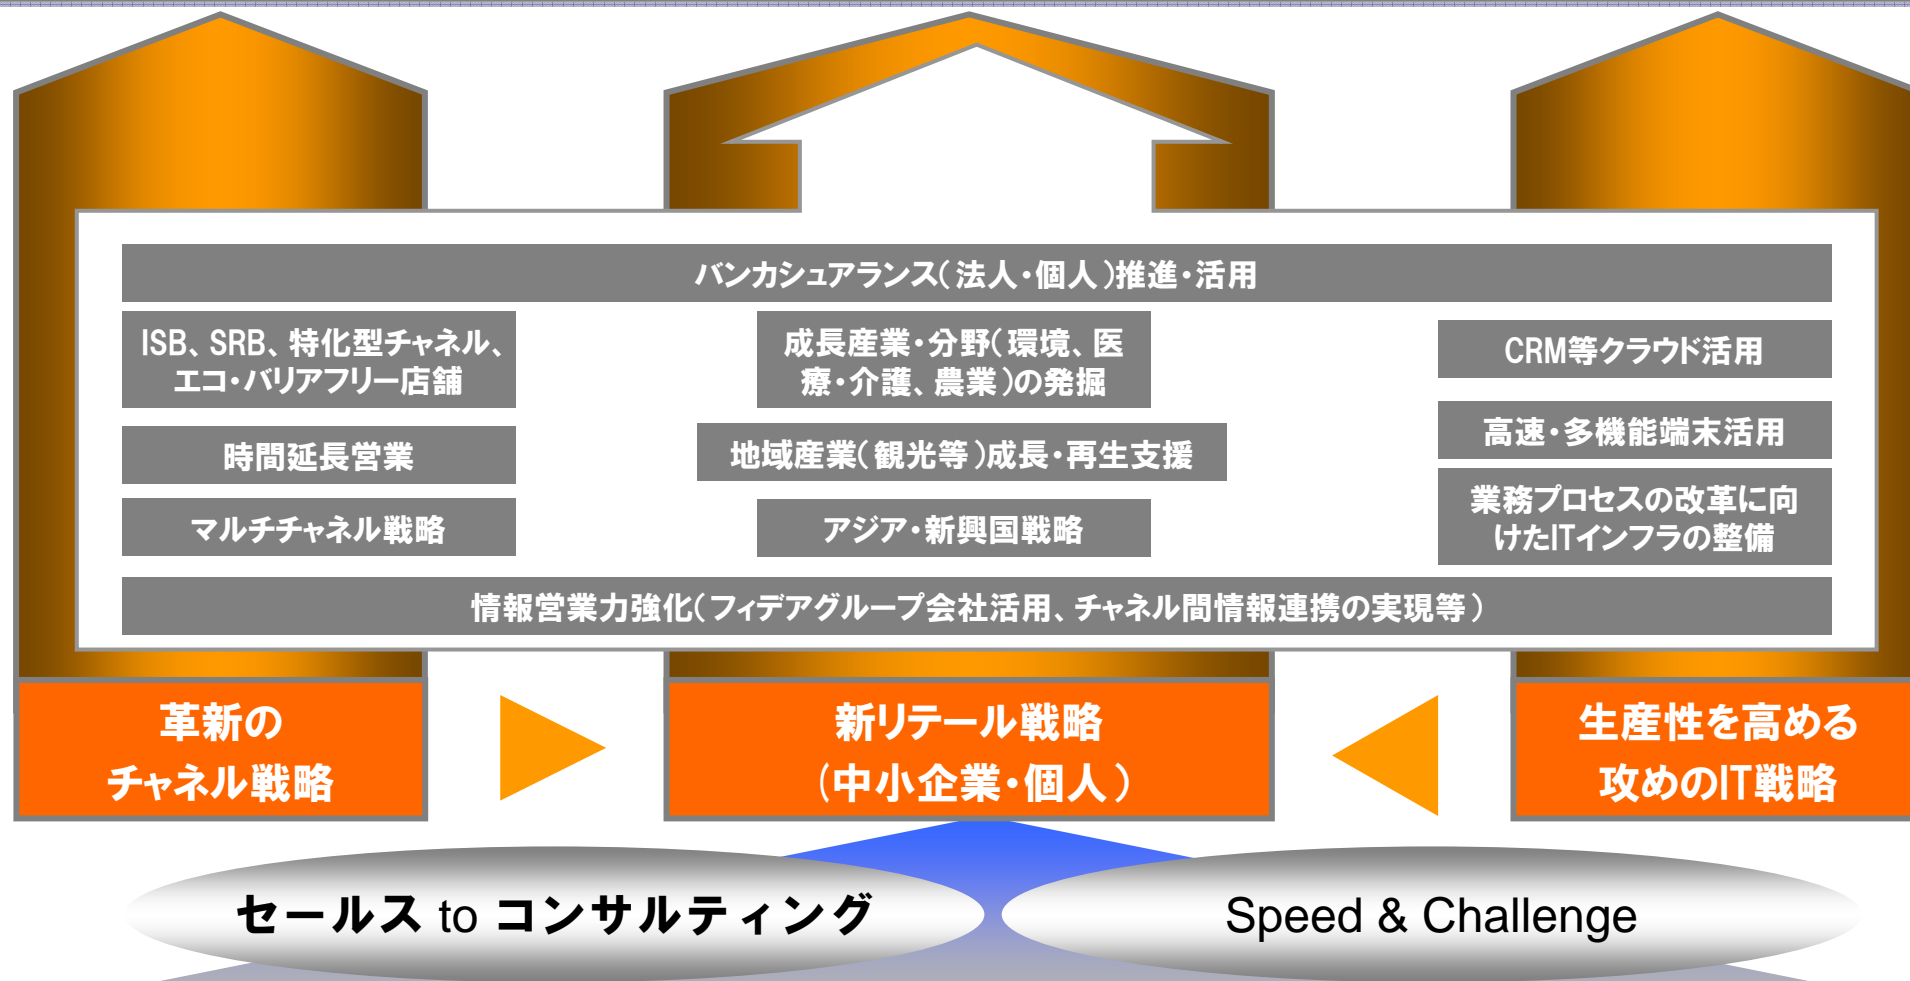 バンカシュアランス（法人・個人）推進・活用
ISB、SRB、特化型チャネル、
エコ・バリアフリー店舗
時間延長営業
マルチチャネル戦略
成長産業・分野（環境、医
療・介護、農業）の発掘
地域産業（観光等）成長・再生支援
アジア・新興国戦略
CRM等クラウド活用
高速・多機能端末活用
業務プロセスの改革に向
けたITインフラの整備
情報営業力強化（フィデアグループ会社活用、チャネル間情報連携の実現等）
革新の
チャネル戦略
新リテール戦略
（中小企業・個人）
生産性を高める
攻めのIT戦略
セールス to コンサルティング
Speed & Challenge